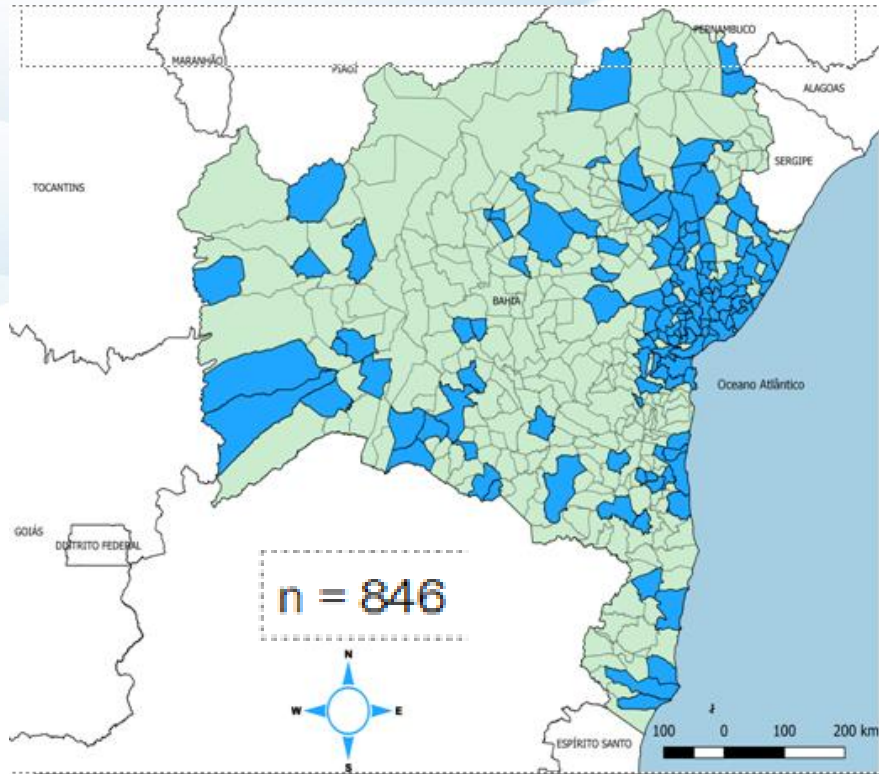 PERNAMBUCO
MARANHÃO
PIAUÍ
ALAGOAS
SERGIPE
TOCANTINS
BAHIA
Oceano Atlântico
GOIÁS
DISTRITO FEDERAL
n = 846
N
W
E
S
ESPÍRITO SANTO
100 0 100 200 km